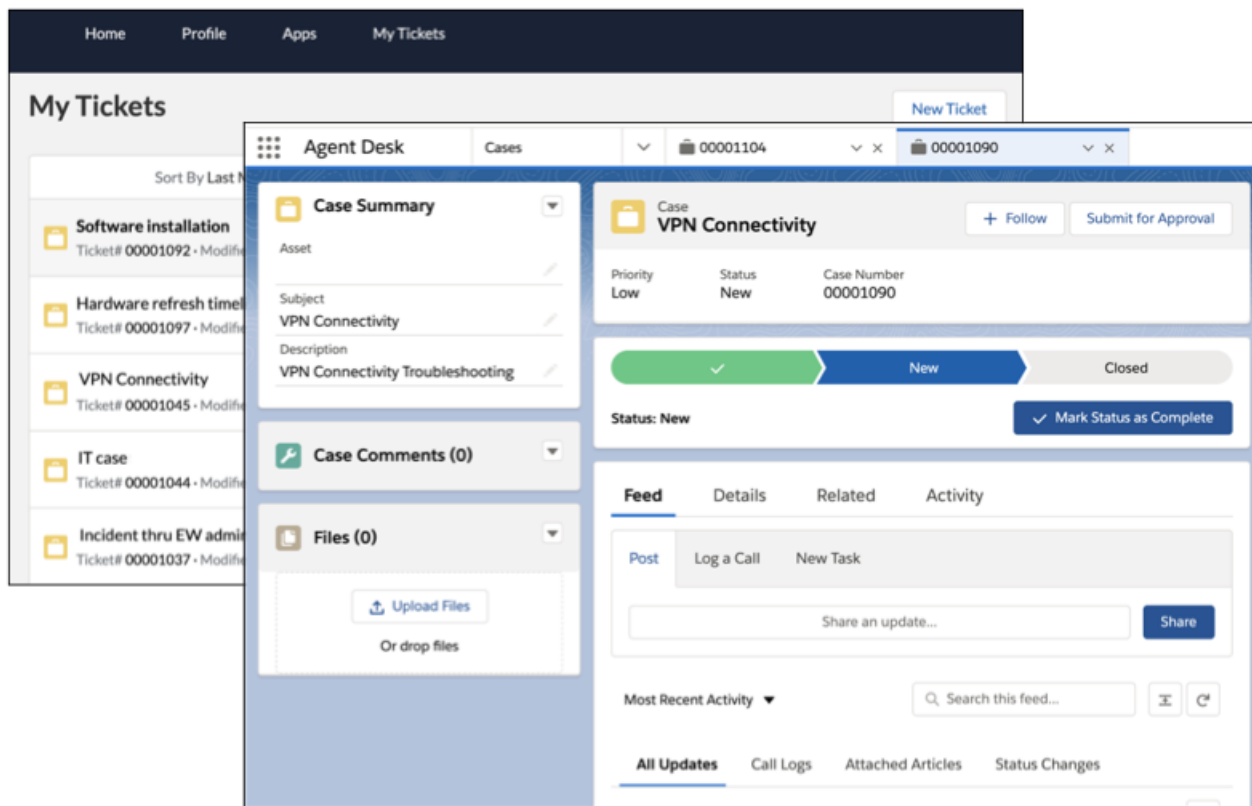 Home Profile Apps My Tickets
My Tickets
New Ticket
Sort By Last
Software installation
Ticket# 00001092 •
Hardware refresh
Ticket# 00001097 •
VPN Connectivity
Ticket# 00001045 •
IT case
Ticket# 00001044 •
Incident thru EW
Ticket# 00001037 •
Agent Desk Cases 00001104 00001090
Case Summary
Asset
Subject
VPN Connectivity
Description
VPN Connectivity Troubleshooting
Case Comments (0)
Files (0)
Upload Files
Or drop files
Case
VPN Connectivity
+ Follow Submit for Approval
Priority Status Case Number
Low New 00001090
New Closed
Status: New Mark Status as Complete
Feed Details Related Activity
Post Log a Call New Task
Share an update... Share
Most Recent Activity Search this feed...
All Updates Call Logs Attached Articles Status Changes